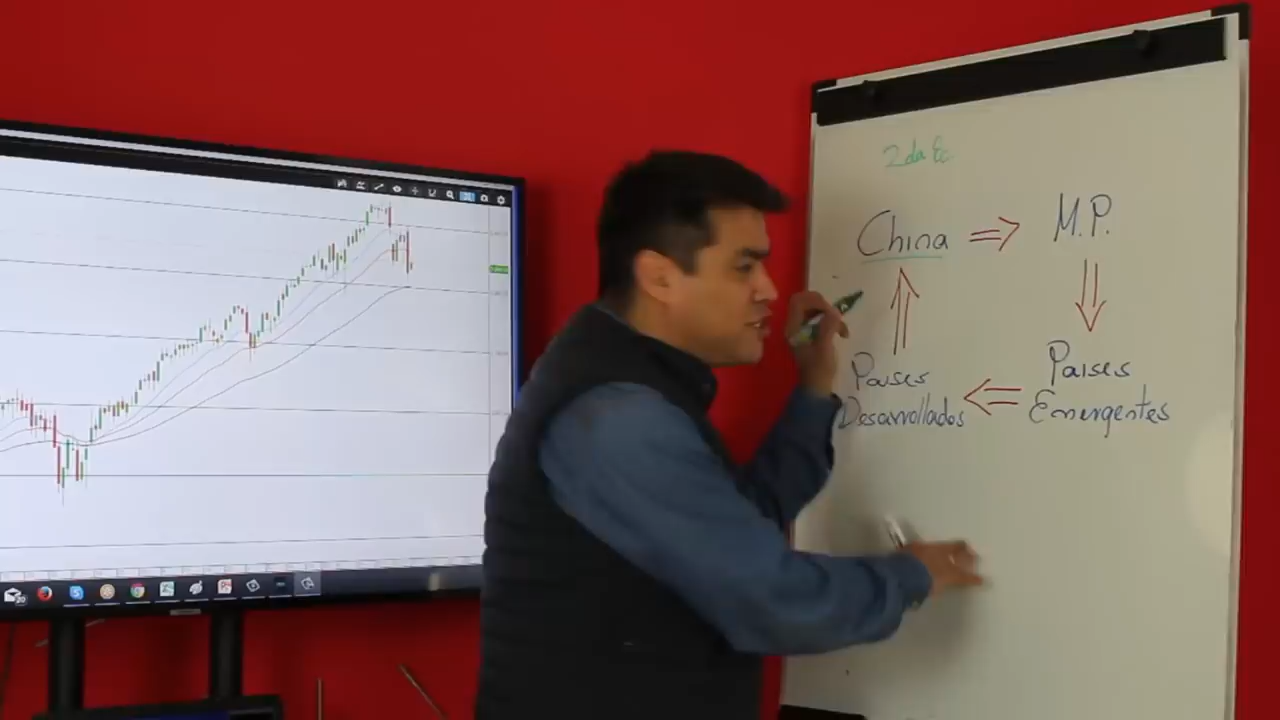 2da Ec
China ⇒ M.P.
Paises
Desarrollados
Paises
Emergentes